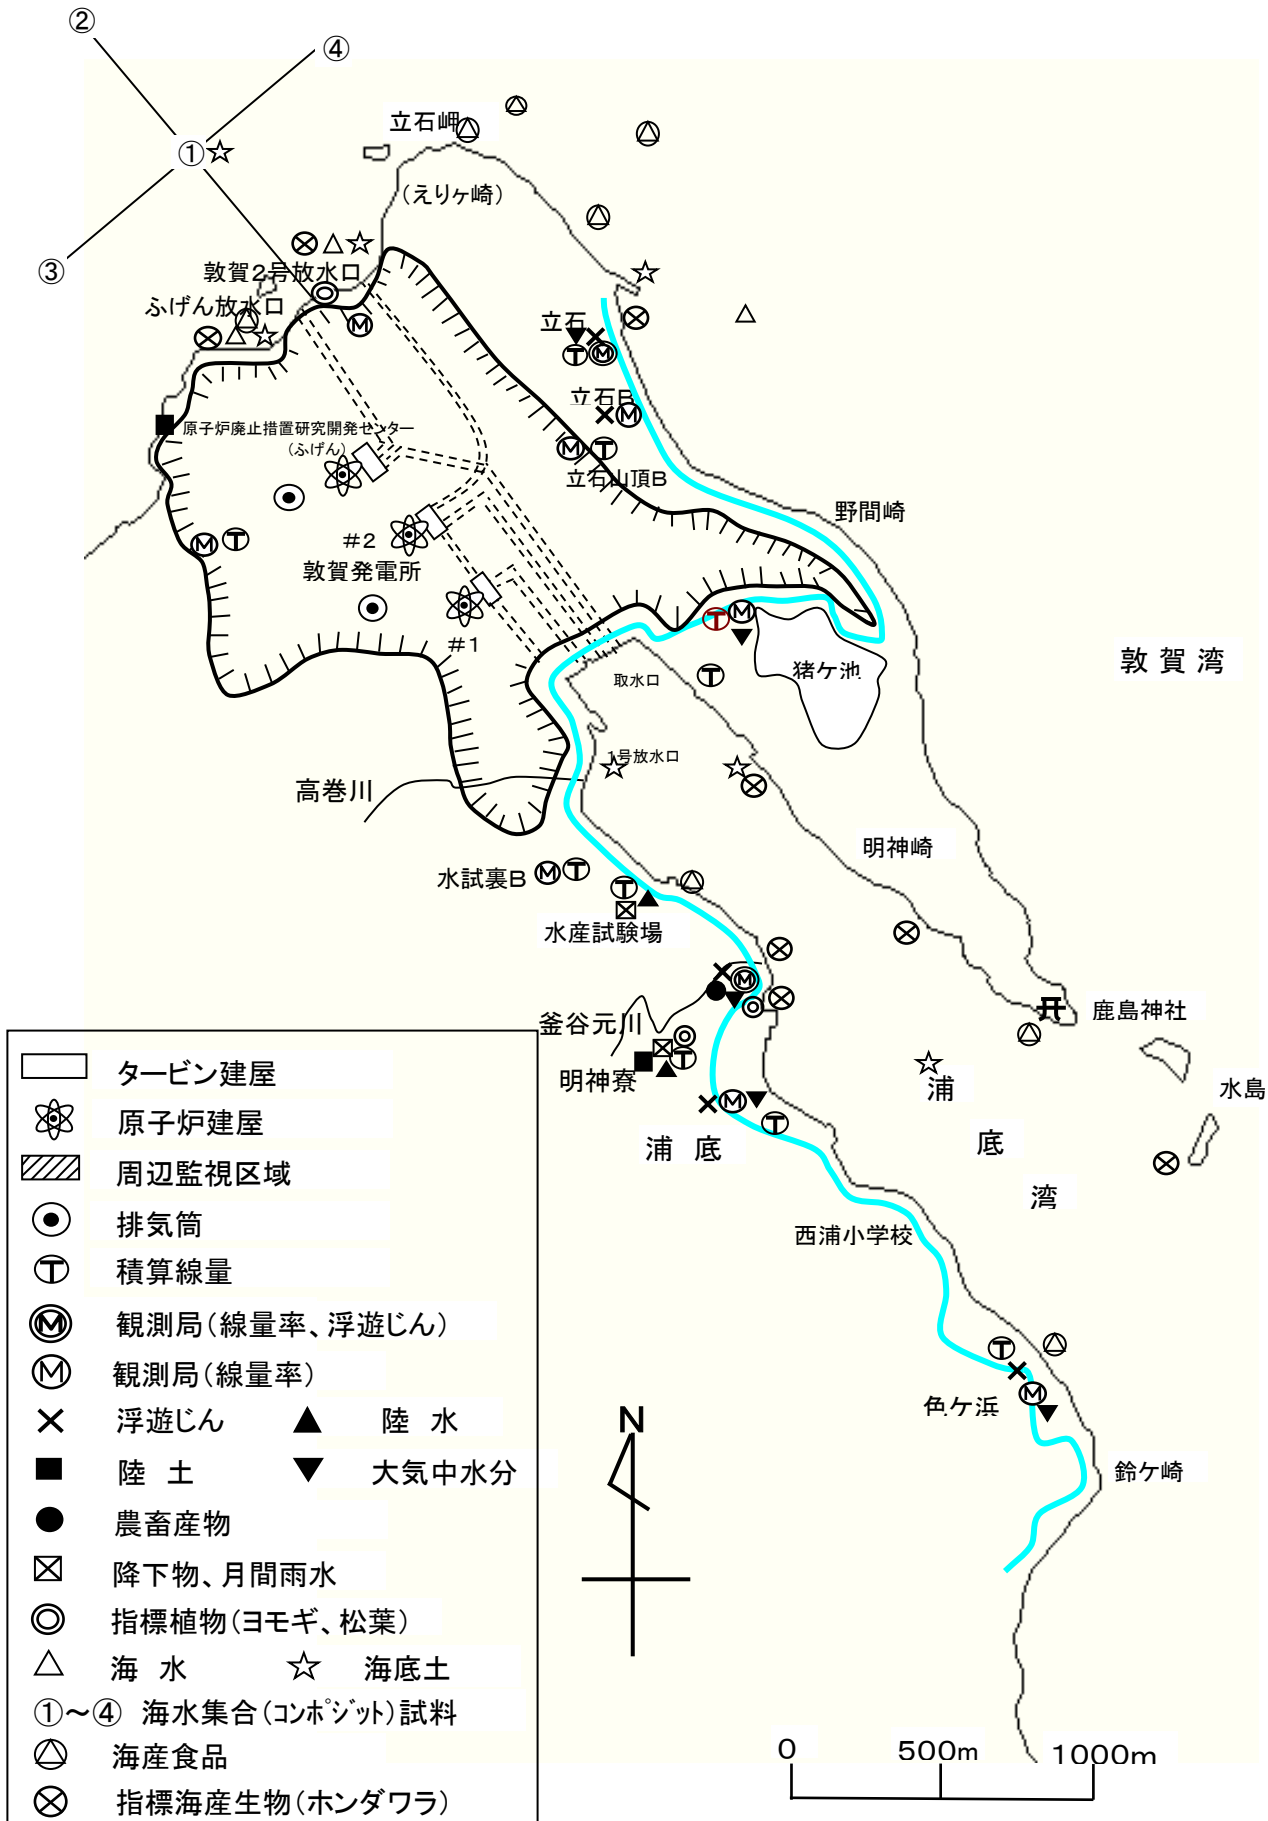 ②
④
立石岬
①
(えりヶ崎)
③
敦賀2号放水口
ふげん放水口
立石
立石B
原子炉廃止措置研究開発センター
(ふげん)
立石山頂B
野間崎
#2
敦賀発電所
#1
敦賀湾
猪ケ池
取水口
1号放水口
高巻川
明神崎
水試裏B
水産試験場
鹿島神社
釜谷元川
明神寮
水島
浦底湾
浦 底
西浦小学校
色ケ浜
鈴ケ崎
タービン建屋
原子炉建屋
周辺監視区域
排気筒
T 積算線量
M 観測局(線量率、浮遊じん)
M 観測局(線量率)
浮遊じん 陸 水
陸 土 大気中水分
農畜産物
降下物、月間雨水
指標植物(ヨモギ、松葉)
海 水 海底土
①~④ 海水集合(コンポジット)試料
海産食品
指標海産生物(ホンダワラ)
N
0 500m 1000m